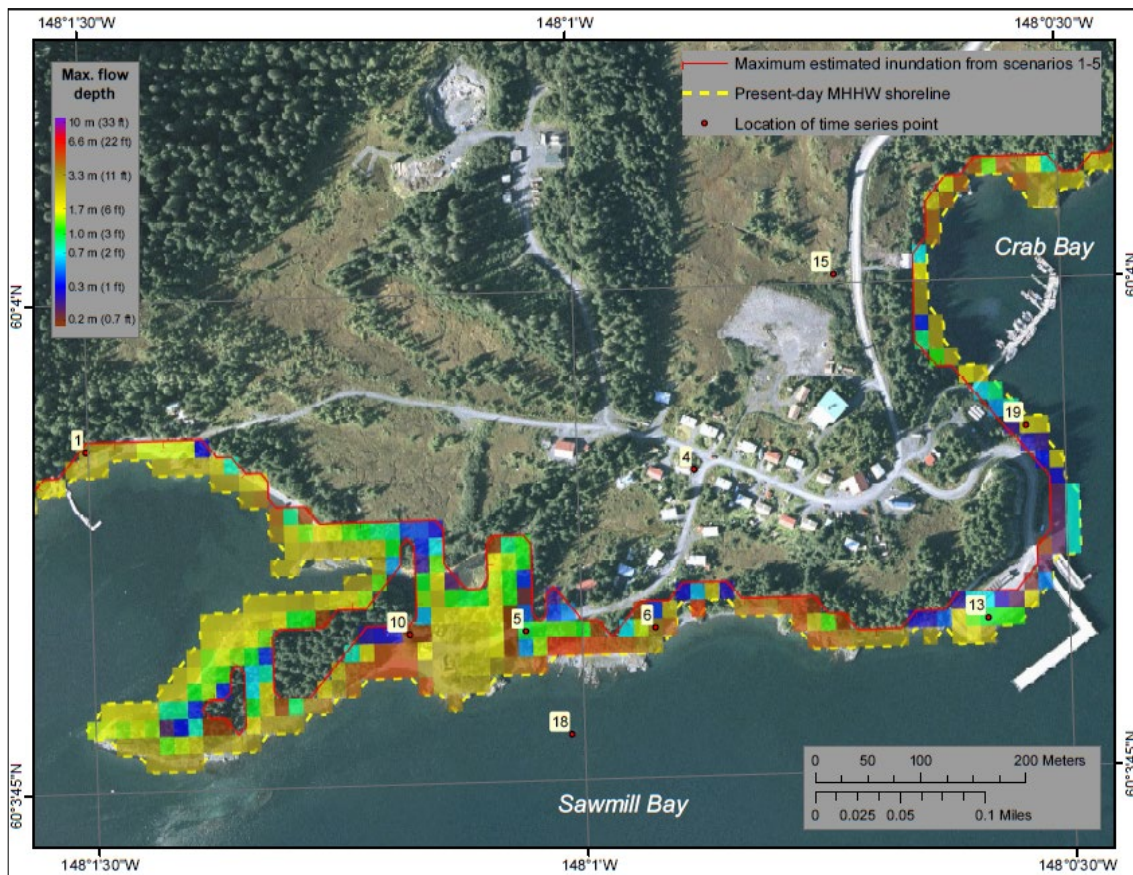 148°1'30"W
148°1'W
148°0'30"W
Max. flow
depth
10 m (33 ft)
6.6 m (22 ft)
3.3 m (11 ft)
1.7 m (6 ft)
1.0 m (3 ft)
0.7 m (2 ft)
0.3 m (1 ft)
0.2 m (0.7 ft)
Maximum estimated inundation from scenarios 1-5
Present-day MHHW shoreline
Location of time series point
Crab Bay
15
60°4'N
60°4'N
19
1
4
13
6
10
5
18
60°3'45"N
60°3'45"N
0 50 100 200 Meters
0 0.025 0.05 0.1 Miles
Sawmill Bay
148°1'30"W
148°1'W
148°0'30"W